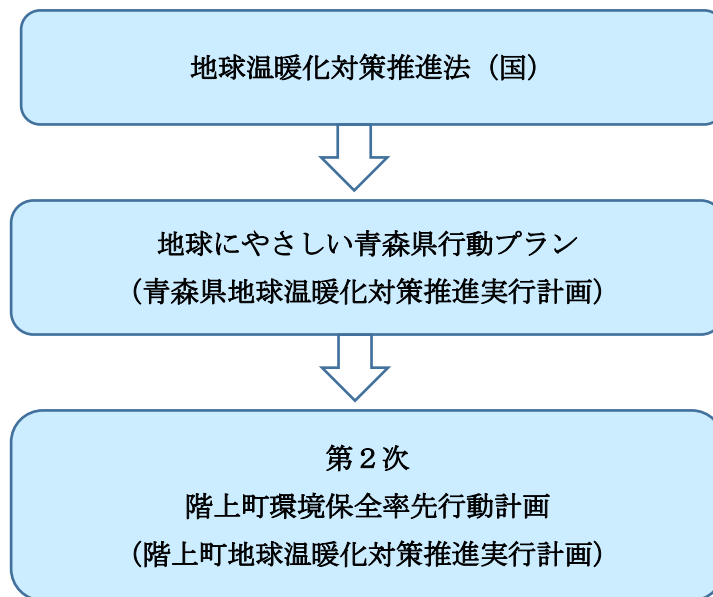 地球温暖化対策推進法（国）
地球にやさしい青森県行動プラン
（青森県地球温暖化対策推進実行計画）
第２次
階上町環境保全率先行動計画
（階上町地球温暖化対策推進実行計画）